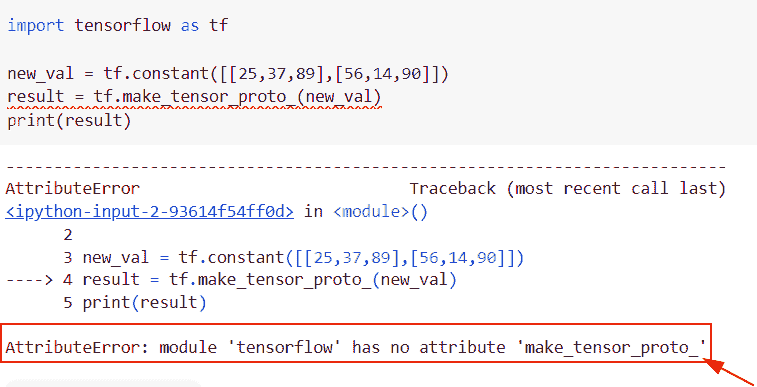 import tensorflow as tf
new_val = tf.constant([[25,37,89],[56,14,90]])
result = tf.make_tensor_proto_(new_val)
print(result)
---------------------------------------------------------------------------
AttributeError                            Traceback (most recent call last)
<ipython-input-2-93614f54ff0d> in <module>()
      2
      3 new_val = tf.constant([[25,37,89],[56,14,90]])
----> 4 result = tf.make_tensor_proto_(new_val)
      5 print(result)
AttributeError: module 'tensorflow' has no attribute 'make_tensor_proto_'